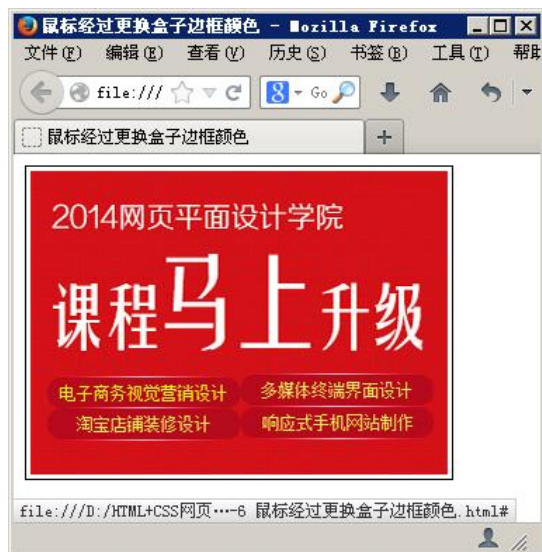 鼠标经过更换盒子边框颜色 - Mozilla Firefox
文件(F) 编辑(E) 查看(V) 历史(S) 书签(B) 工具(T) 帮助
file:/// 8 Go
鼠标经过更换盒子边框颜色 +
2014网页平面设计学院
课程马上升级
电子商务视觉营销设计 多媒体终端界面设计
淘宝店铺装修设计 响应式手机网站制作
file:///D:/HTML+CSS网页…-6 鼠标经过更换盒子边框颜色.html#